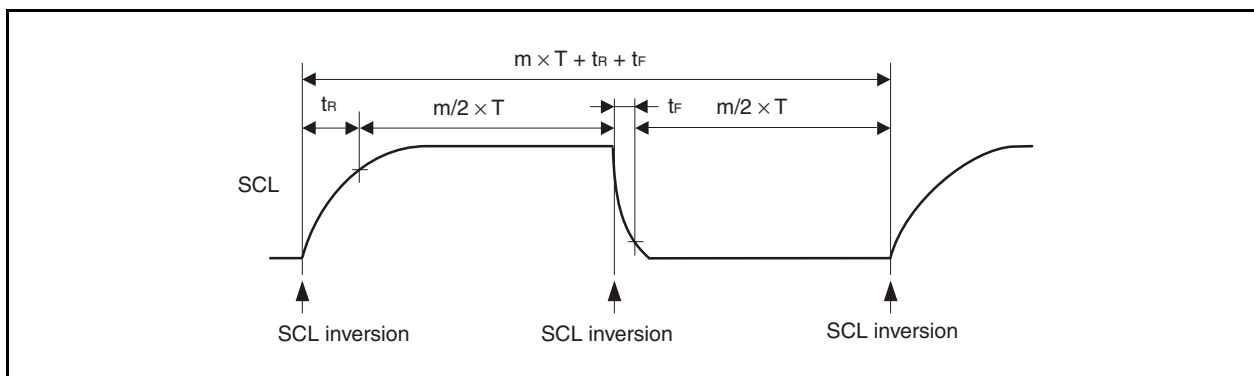 m × T + tR + tF
tR
m/2 × T
tF
m/2 × T
SCL
SCL inversion
SCL inversion
SCL inversion